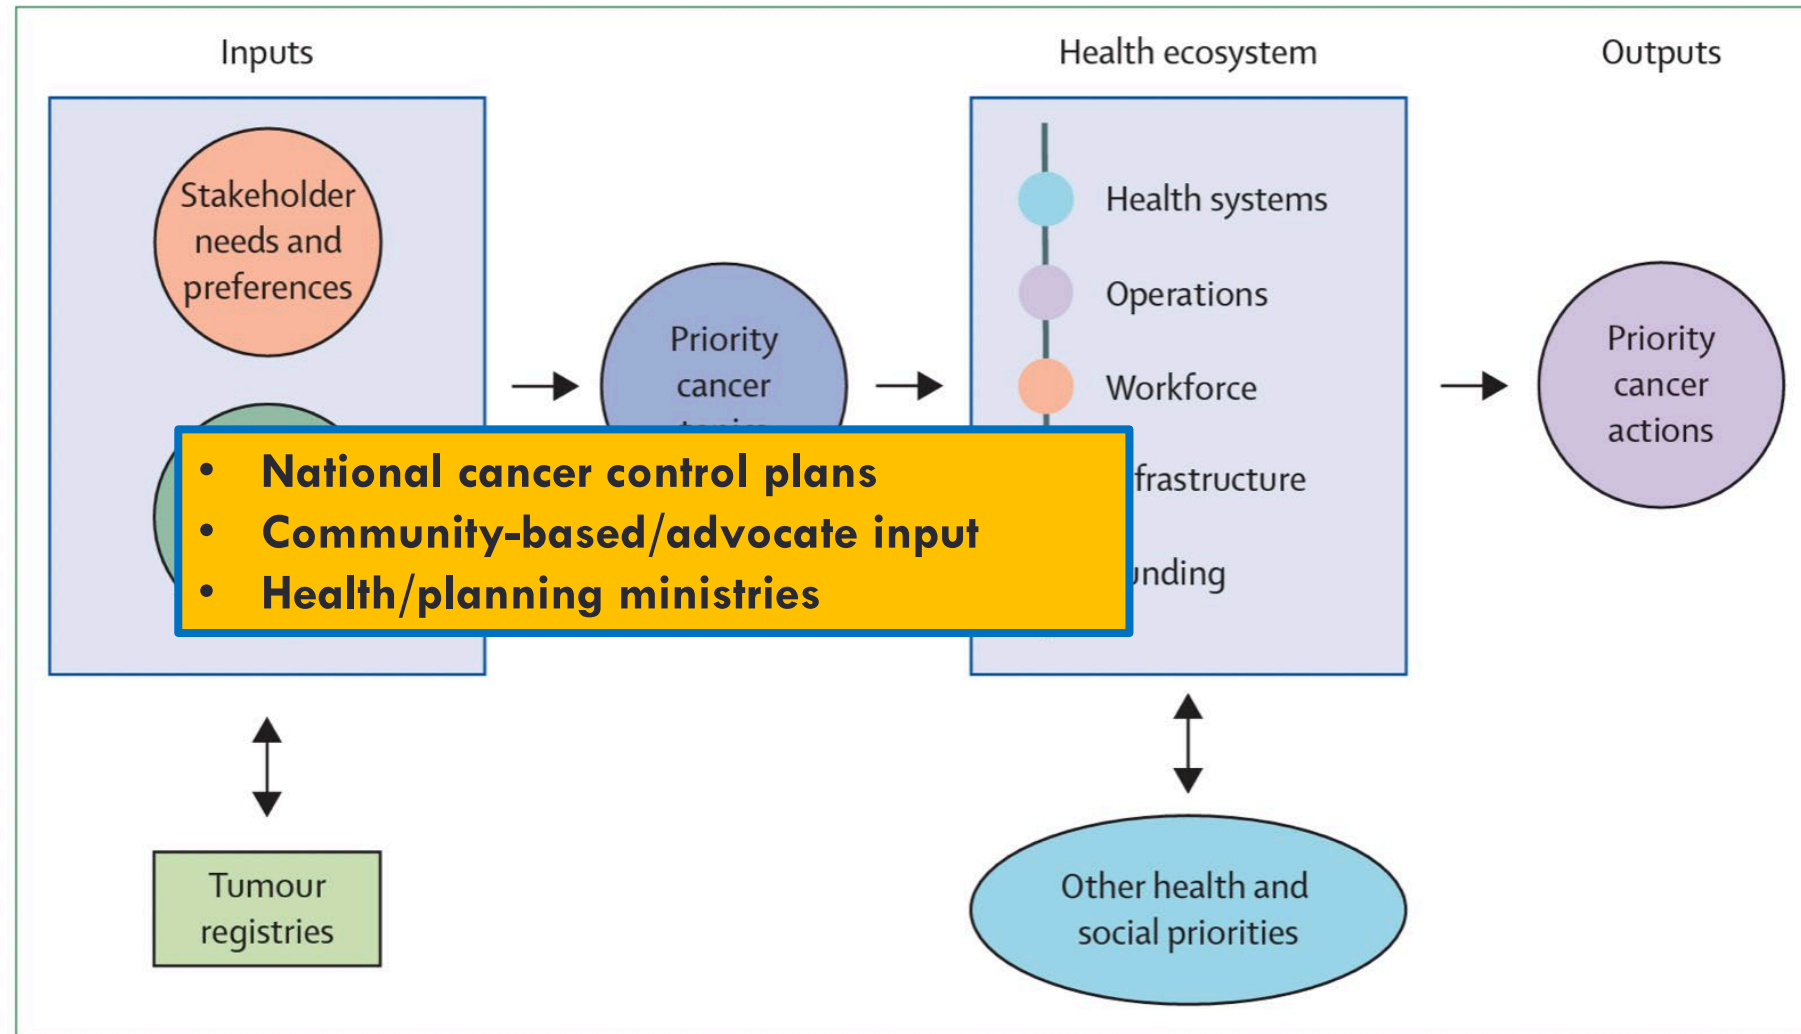 Inputs
Health ecosystem
Outputs
Stakeholder
needs and
preferences
Priority
cancer
Health systems
Operations
Workforce
frastructure
unding
Priority
cancer
actions
• National cancer control plans
• Community-based/advocate input
• Health/planning ministries
Tumour
registries
Other health and
social priorities